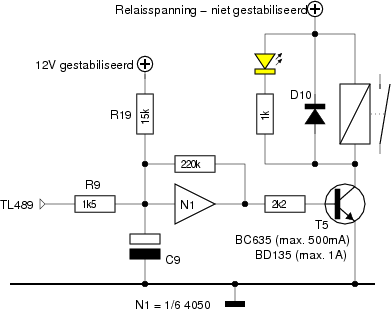 Relaisspanning – niet gestabiliseerd
12V gestabiliseerd
D10
R19
15k
1k
220k
R9
TL489
1k5
N1
2k2
T5
BC635 (max. 500mA)
BD135 (max. 1A)
C9
N1 = 1/6 4050